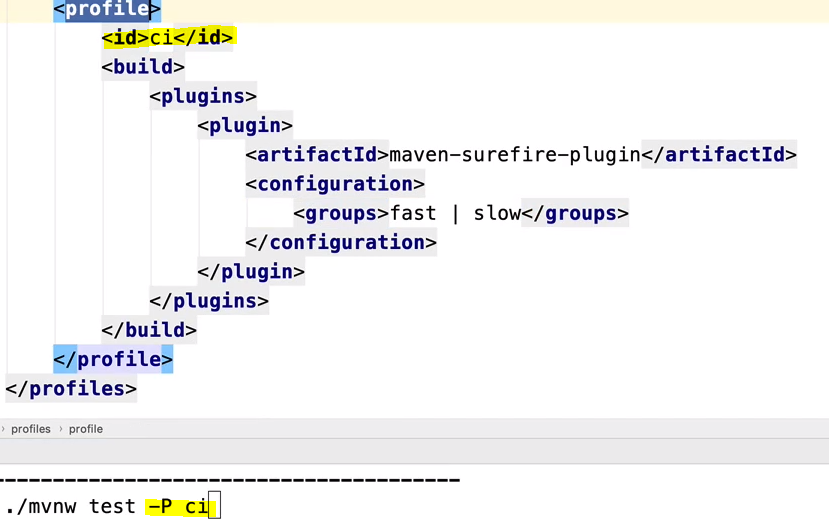 <profile>
<id>ci</id>
<build>
<plugins>
<plugin>
<artifactId>maven-surefire-plugin</artifactId>
<configuration>
<groups>fast | slow</groups>
</configuration>
</plugin>
</plugins>
</build>
</profile>
</profiles>
› profiles › profile
./mvnw test -P ci